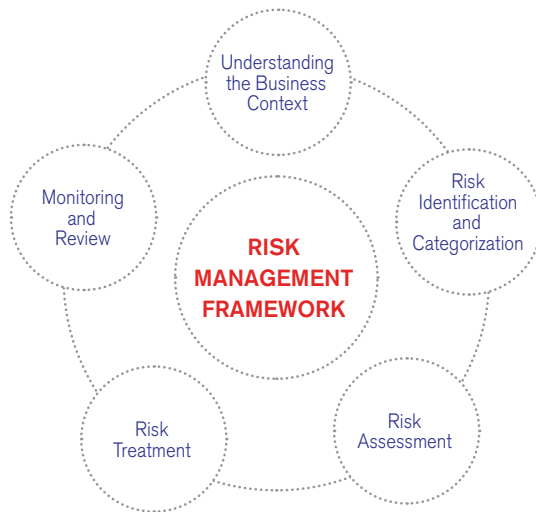 Understanding
the Business
Context
Risk
Identification
and
Categorization
Monitoring
and
Review
RISK
MANAGEMENT
FRAMEWORK
Risk
Assessment
Risk
Treatment